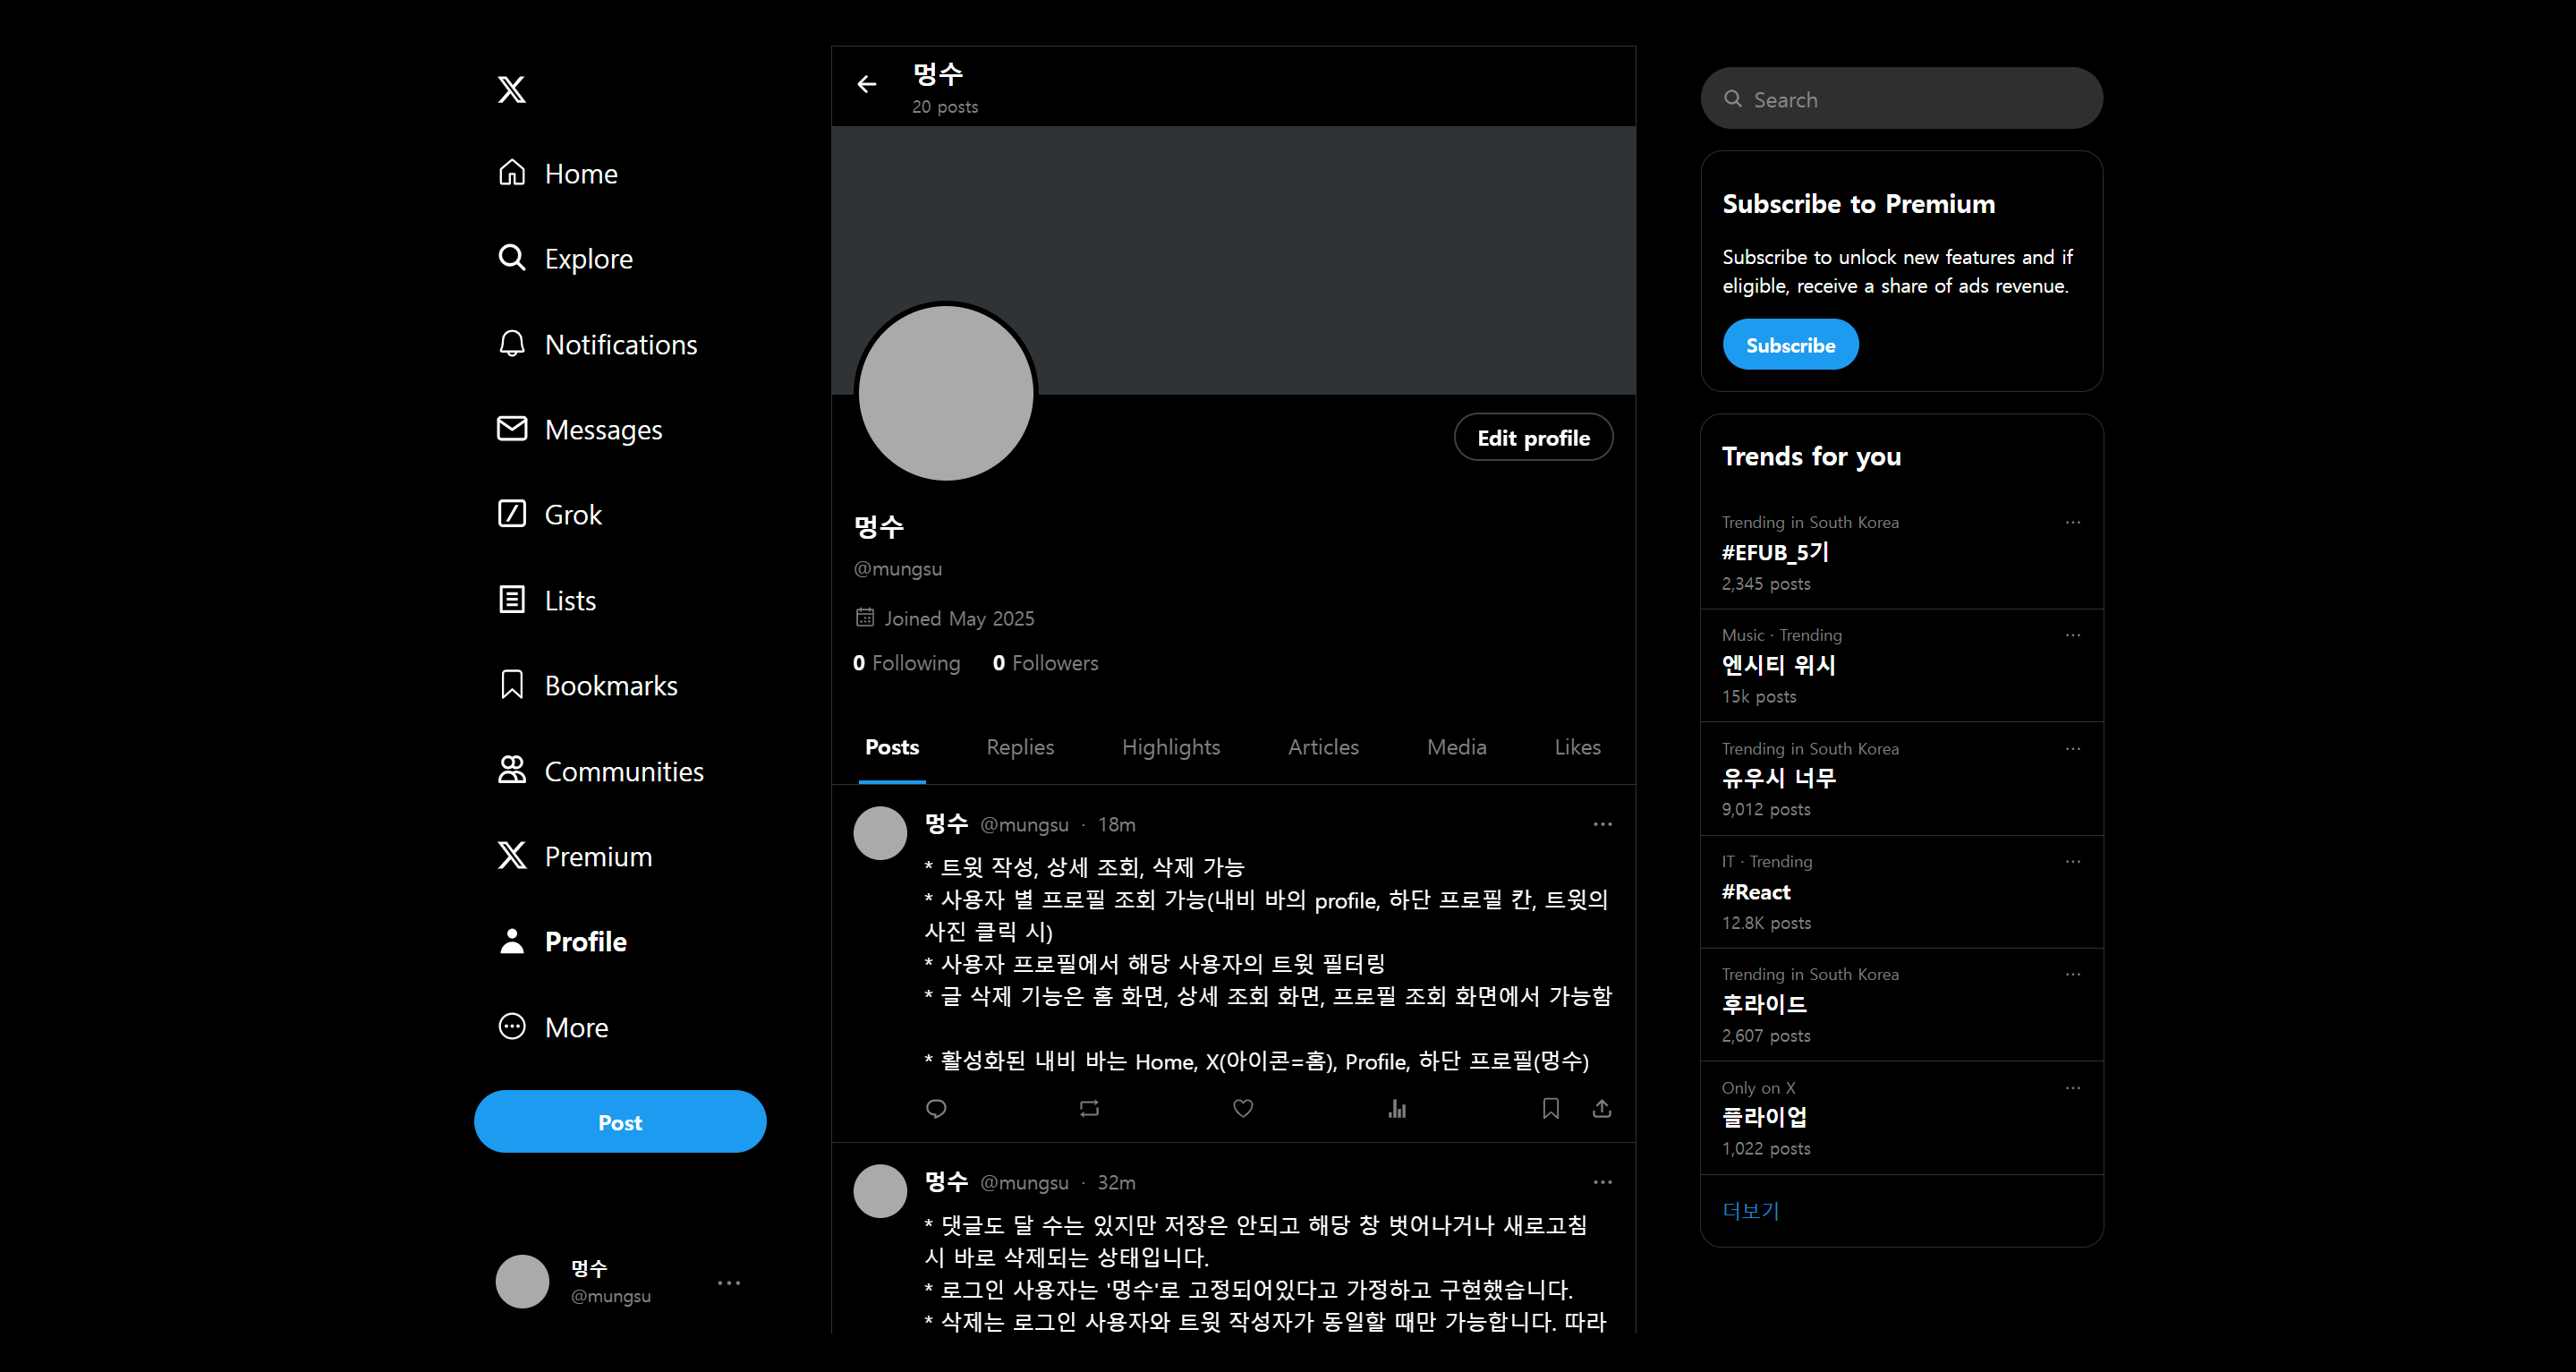 Home
Explore
Notifications
Messages
Grok
Lists
Bookmarks
Communities
Premium
Profile
More
Post
멍수
@mungsu
멍수
20 posts
Edit profile
멍수
@mungsu
Joined May 2025
0 Following 0 Followers
Posts Replies Highlights Articles Media Likes
멍수 @mungsu · 18m
* 트윗 작성, 상세 조회, 삭제 가능
* 사용자 별 프로필 조회 가능(내비 바의 profile, 하단 프로필 칸, 트윗의
사진 클릭 시)
* 사용자 프로필에서 해당 사용자의 트윗 필터링
* 글 삭제 기능은 홈 화면, 상세 조회 화면, 프로필 조회 화면에서 가능함
* 활성화된 내비 바는 Home, X(아이콘=홈), Profile, 하단 프로필(멍수)
멍수 @mungsu · 32m
* 댓글도 달 수는 있지만 저장은 안되고 해당 창 벗어나거나 새로고침
시 바로 삭제되는 상태입니다.
* 로그인 사용자는 '멍수'로 고정되어있다고 가정하고 구현했습니다.
* 삭제는 로그인 사용자와 트윗 작성자가 동일할 때만 가능합니다. 따라
Search
Subscribe to Premium
Subscribe to unlock new features and if
eligible, receive a share of ads revenue.
Subscribe
Trends for you
Trending in South Korea
#EFUB_5기
2,345 posts
Music · Trending
엔시티 위시
15k posts
Trending in South Korea
유우시 너무
9,012 posts
IT · Trending
#React
12.8K posts
Trending in South Korea
후라이드
2,607 posts
Only on X
플라이업
1,022 posts
더보기